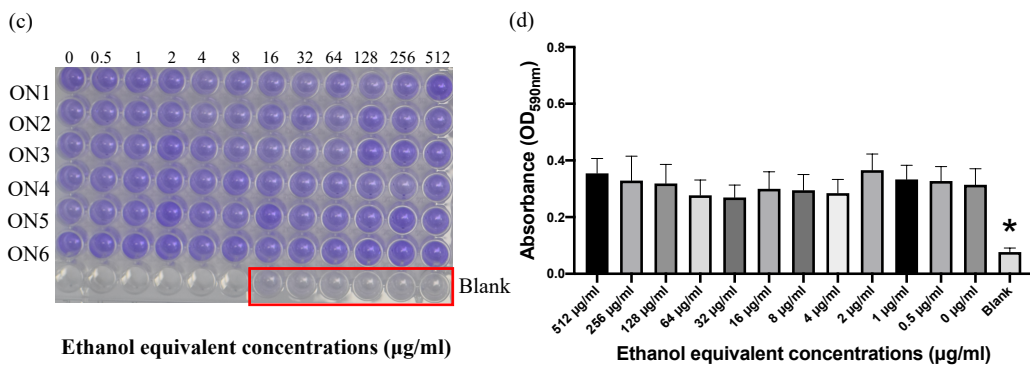 (c)
0 0.5 1 2 4 8 16 32 64 128 256 512
ON1
ON2
ON3
ON4
ON5
ON6
Blank
Ethanol equivalent concentrations (µg/ml)
(d)
Absorbance (OD590nm)
0.8
0.6
0.4
0.2
0.0
*
512 µg/ml
256 µg/ml
128 µg/ml
64 µg/ml
32 µg/ml
16 µg/ml
8 µg/ml
4 µg/ml
2 µg/ml
1 µg/ml
0.5 µg/ml
0 µg/ml
Blank
Ethanol equivalent concentrations (µg/ml)